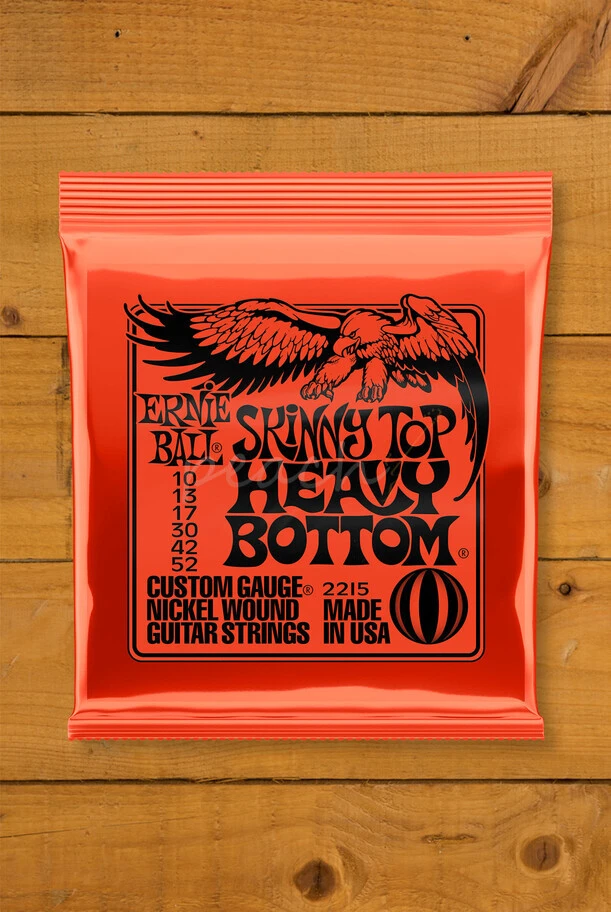 ERNIE
BALL®
SKINNY TOP
HEAVY
BOTTOM®
10
13
17
30
42
52
CUSTOM GAUGE®
NICKEL WOUND
GUITAR STRINGS
2215
MADE
IN USA
peach